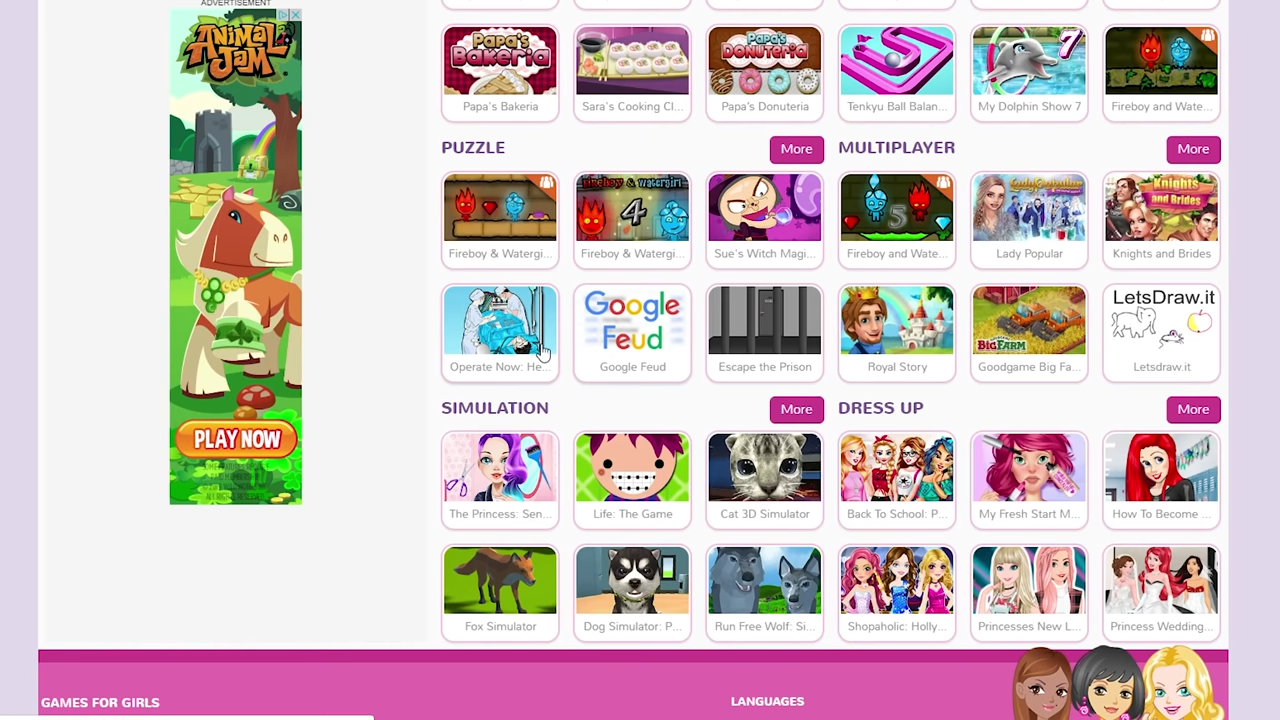 ADVERTISEMENT
ANIMAL JAM
PLAY NOW
Papa's Bakeria
Papa's Donuteria
7
Papa's Bakeria
Sara's Cooking Cl...
Papa's Donuteria
Tenkyu Ball Balan...
My Dolphin Show 7
Fireboy and Wate...
PUZZLE
More
MULTIPLAYER
More
fireboy & watergirl
4
5
Lady Popular
Knights and Brides
Fireboy & Watergi...
Fireboy & Watergi...
Sue's Witch Magi...
Fireboy and Wate...
Lady Popular
Knights and Brides
Google Feud
BIGFARM
LetsDraw.it
Operate Now: He...
Google Feud
Escape the Prison
Royal Story
Goodgame Big Fa...
Letsdraw.it
SIMULATION
More
DRESS UP
More
The Princess: Sen...
Life: The Game
Cat 3D Simulator
Back To School: P...
My Fresh Start M...
How To Become ...
Fox Simulator
Dog Simulator: P...
Run Free Wolf: Si...
Shopaholic: Holly...
Princesses New L...
Princess Wedding...
GAMES FOR GIRLS
LANGUAGES